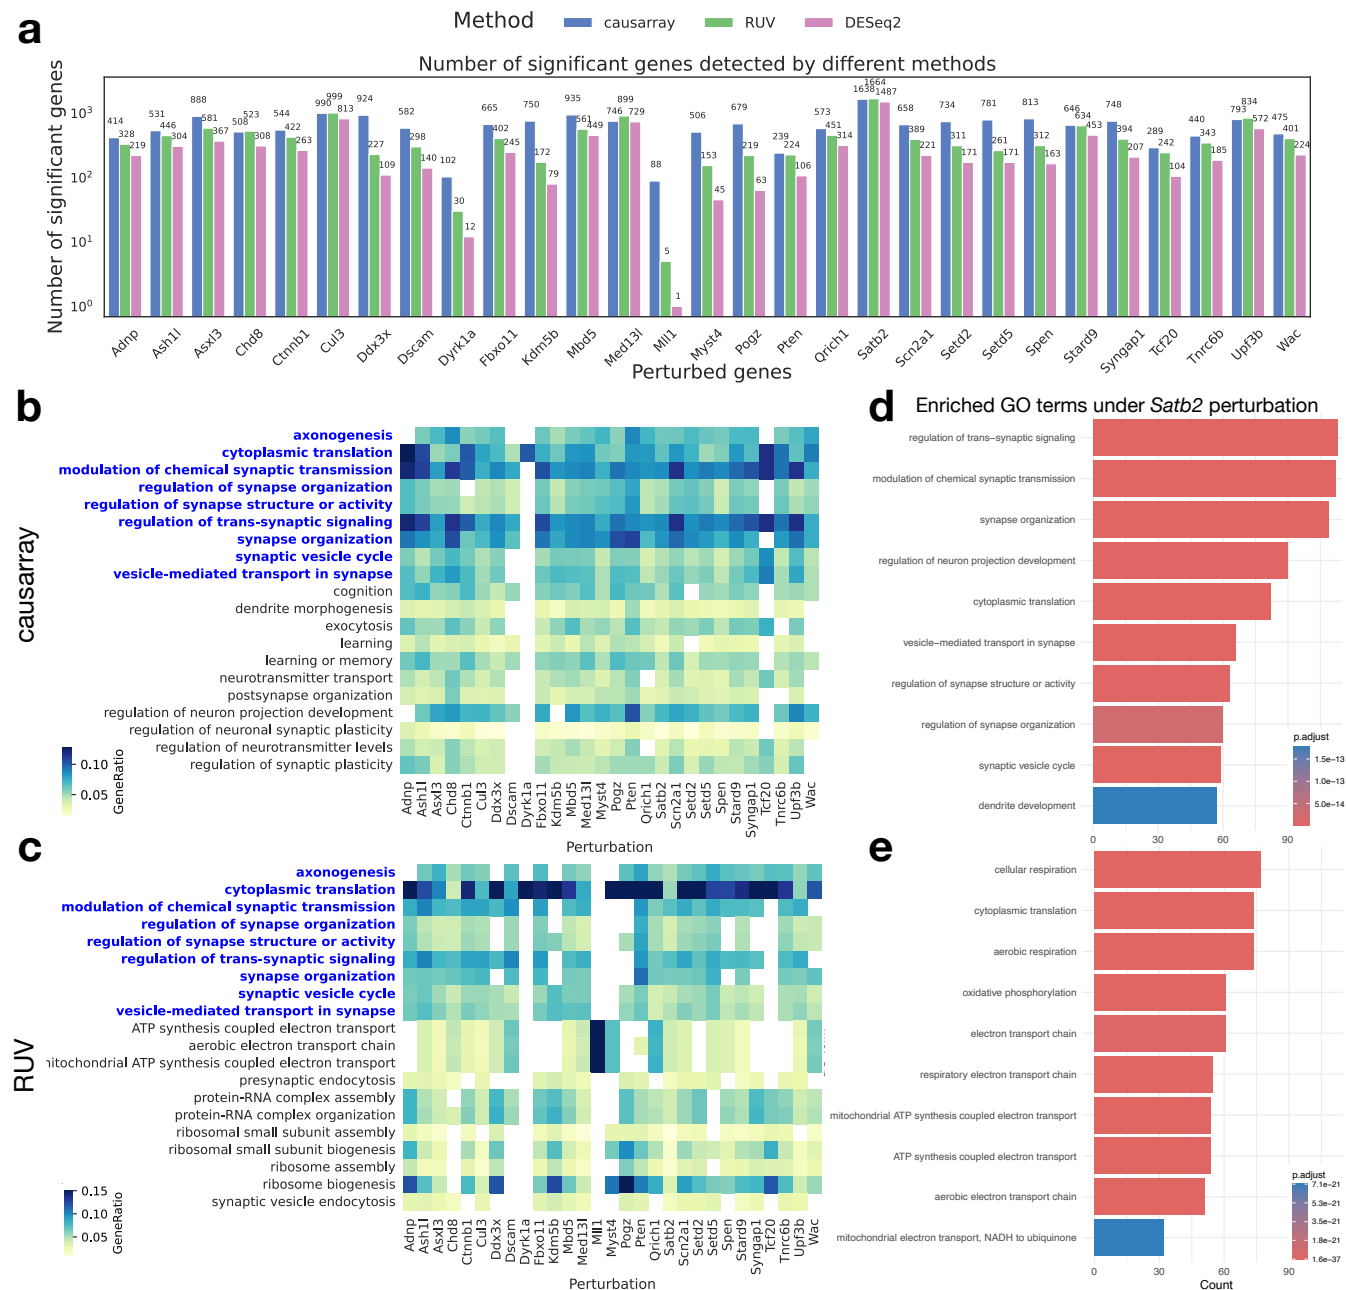 a
Method causarray RUV DESeq2
Number of significant genes detected by different methods
Number of significant genes
10³
10²
10¹
10⁰
414 328 219
531 446 304
888 581 367
508 523 308
544 422 263
990 999 813
924 227 109
582 298 140
102 30 12
665 402 245
750 172 79
935 561 449
746 899 729
88 5 1
506 153 45
679 219 63
239 224 106
573 451 314
1638 1664 1487
658 389 221
734 311 171
781 261 171
813 312 163
646 634 453
748 394 207
289 242 104
440 343 185
793 834 572
475 401 224
Adnp Ash1l Asxl3 Chd8 Ctnnb1 Cul3 Ddx3x Dscam Dyrk1a Fbxo11 Kdm5b Mbd5 Med13l Mll1 Myst4 Pogz Pten Qrich1 Satb2 Scn2a1 Setd2 Setd5 Spen Stard9 Syngap1 Tcf20 Tnrc6b Upf3b Wac
Perturbed genes
b
causarray
axonogenesis
cytoplasmic translation
modulation of chemical synaptic transmission
regulation of synapse organization
regulation of synapse structure or activity
regulation of trans-synaptic signaling
synapse organization
synaptic vesicle cycle
vesicle-mediated transport in synapse
cognition
dendrite morphogenesis
exocytosis
learning
learning or memory
neurotransmitter transport
postsynapse organization
regulation of neuron projection development
regulation of neuronal synaptic plasticity
regulation of neurotransmitter levels
regulation of synaptic plasticity
0.10
0.05
GeneRatio
Adnp Ash1l Asxl3 Chd8 Ctnnb1 Cul3 Ddx3x Dscam Dyrk1a Fbxo11 Kdm5b Mbd5 Med13l Myst4 Pogz Pten Qrich1 Satb2 Scn2a1 Setd2 Setd5 Spen Stard9 Syngap1 Tcf20 Tnrc6b Upf3b Wac
Perturbation
c
RUV
axonogenesis
cytoplasmic translation
modulation of chemical synaptic transmission
regulation of synapse organization
regulation of synapse structure or activity
regulation of trans-synaptic signaling
synapse organization
synaptic vesicle cycle
vesicle-mediated transport in synapse
ATP synthesis coupled electron transport
aerobic electron transport chain
nitochondrial ATP synthesis coupled electron transport
presynaptic endocytosis
protein-RNA complex assembly
protein-RNA complex organization
ribosomal small subunit assembly
ribosomal small subunit biogenesis
ribosome assembly
ribosome biogenesis
synaptic vesicle endocytosis
0.15
0.10
0.05
GeneRatio
Adnp Ash1l Asxl3 Chd8 Ctnnb1 Cul3 Ddx3x Dscam Dyrk1a Fbxo11 Kdm5b Mbd5 Med13l Mll1 Myst4 Pogz Pten Qrich1 Satb2 Scn2a1 Setd2 Setd5 Spen Stard9 Syngap1 Tcf20 Tnrc6b Upf3b Wac
Perturbation
d
Enriched GO terms under Satb2 perturbation
regulation of trans−synaptic signaling
modulation of chemical synaptic transmission
synapse organization
regulation of neuron projection development
cytoplasmic translation
vesicle−mediated transport in synapse
regulation of synapse structure or activity
regulation of synapse organization
synaptic vesicle cycle
dendrite development
p.adjust
1.5e−13
1.0e−13
5.0e−14
0 30 60 90
e
cellular respiration
cytoplasmic translation
aerobic respiration
oxidative phosphorylation
electron transport chain
respiratory electron transport chain
mitochondrial ATP synthesis coupled electron transport
ATP synthesis coupled electron transport
aerobic electron transport chain
mitochondrial electron transport, NADH to ubiquinone
p.adjust
7.1e−21
5.3e−21
3.5e−21
1.8e−21
1.6e−37
0 30 60 90
Count